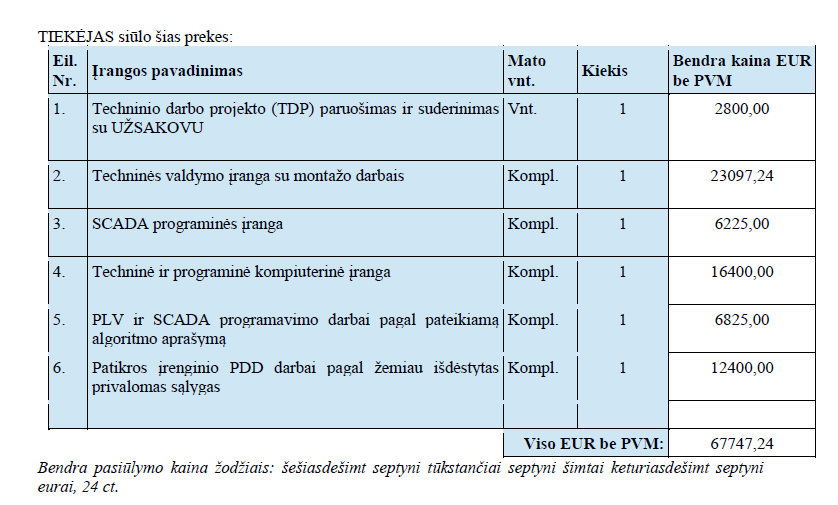 TIEKĖJAS siūlo šias prekes:
Eil. Nr. Įrangos pavadinimas Mato vnt. Kiekis Bendra kaina EUR be PVM
1. Techninio darbo projekto (TDP) paruošimas ir suderinimas Vnt. 1 2800,00
su UŽSAKOVU
2. Techninės valdymo įranga su montažo darbais Kompl. 1 23097,24
3. SCADA programinės įranga Kompl. 1 6225,00
4. Techninė ir programinė kompiuterinė įranga Kompl. 1 16400,00
5. PLV ir SCADA programavimo darbai pagal pateikiamą Kompl. 1 6825,00
algoritmo aprašymą
6. Patikros įrenginio PDD darbai pagal žemiau išdėstytas Kompl. 1 12400,00
privalomas sąlygas
Viso EUR be PVM: 67747,24
Bendra pasiūlymo kaina žodžiais: šešiasdešimt septyni tūkstančiai septyni šimtai keturiasdešimt septyni
eurai, 24 ct.